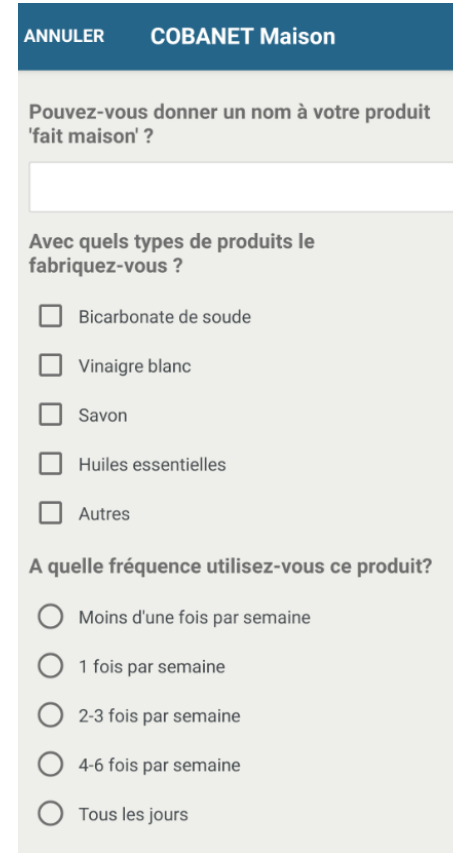 ANNULER COBANET Maison
Pouvez-vous donner un nom à votre produit
'fait maison' ?
Avec quels types de produits le
fabriquez-vous ?
Bicarbonate de soude
Vinaigre blanc
Savon
Huiles essentielles
Autres
A quelle fréquence utilisez-vous ce produit?
Moins d'une fois par semaine
1 fois par semaine
2-3 fois par semaine
4-6 fois par semaine
Tous les jours